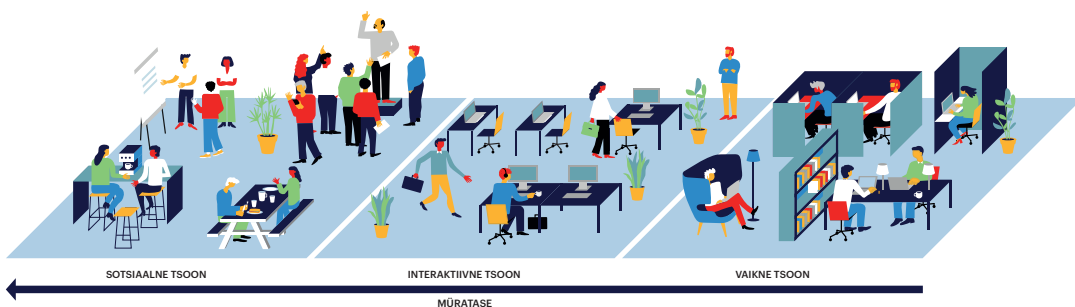 SOTSIAALNE TSOON
INTERAKTIIVNE TSOON
VAIKNE TSOON
MÜRATASE